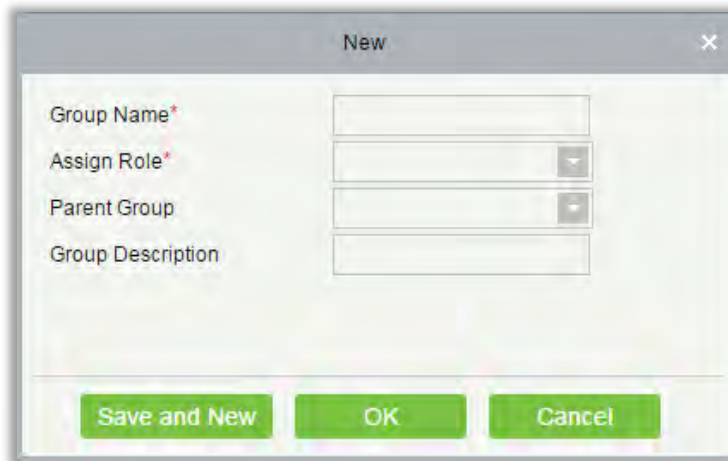 New
Group Name*
Assign Role*
Parent Group
Group Description
Save and New OK Cancel